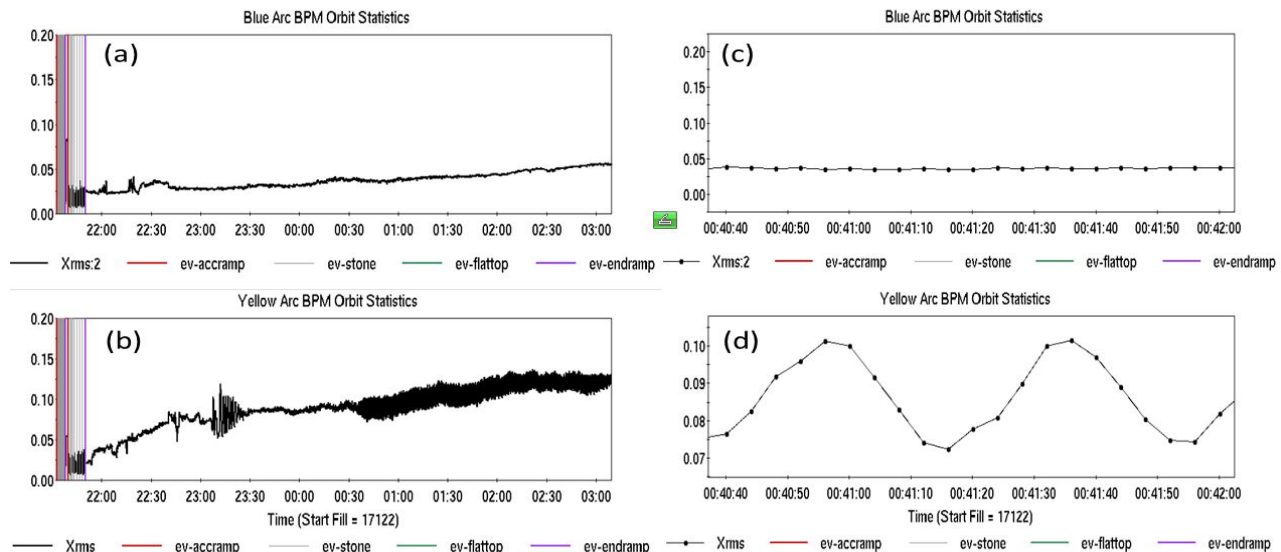 Blue Arc BPM Orbit Statistics
(a)
0.20
0.15
0.10
0.05
0.00
22:00 22:30 23:00 23:30 00:00 00:30 01:00 01:30 02:00 02:30 03:00
Xrms:2 ev-accramp ev-stone ev-flattop ev-endramp
Yellow Arc BPM Orbit Statistics
(b)
0.20
0.15
0.10
0.05
0.00
22:00 22:30 23:00 23:30 00:00 00:30 01:00 01:30 02:00 02:30 03:00
Time (Start Fill = 17122)
Xrms ev-accramp ev-stone ev-flattop ev-endramp
Blue Arc BPM Orbit Statistics
(c)
0.20
0.15
0.10
0.05
0.00
00:40:40 00:40:50 00:41:00 00:41:10 00:41:20 00:41:30 00:41:40 00:41:50 00:42:00
Xrms:2 ev-accramp ev-stone ev-flattop ev-endramp
Yellow Arc BPM Orbit Statistics
(d)
0.10
0.09
0.08
0.07
00:40:40 00:40:50 00:41:00 00:41:10 00:41:20 00:41:30 00:41:40 00:41:50 00:42:00
Time (Start Fill = 17122)
Xrms ev-accramp ev-stone ev-flattop ev-endramp